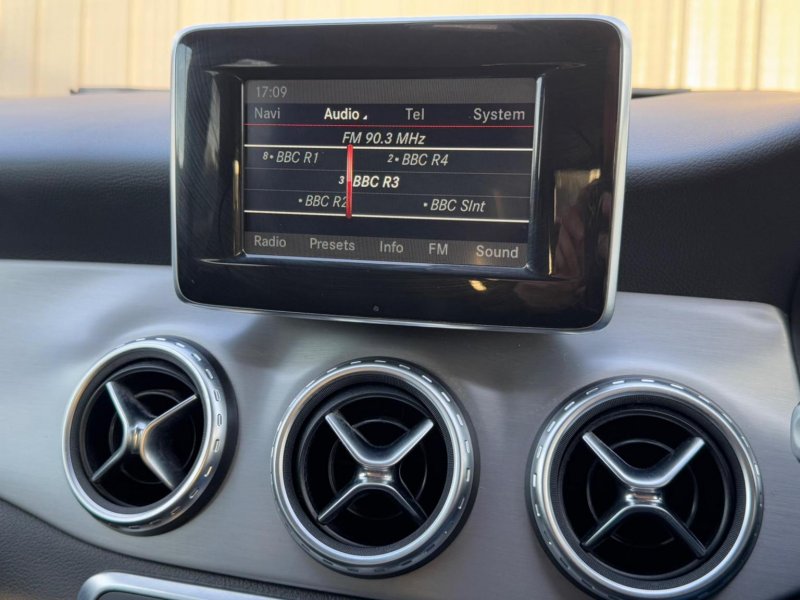 17:09
Navi Audio Tel System
FM 90.3 MHz
8• BBC R1 2• BBC R4
3 BBC R3
• BBC R2 • BBC Slnt
Radio Presets Info FM Sound